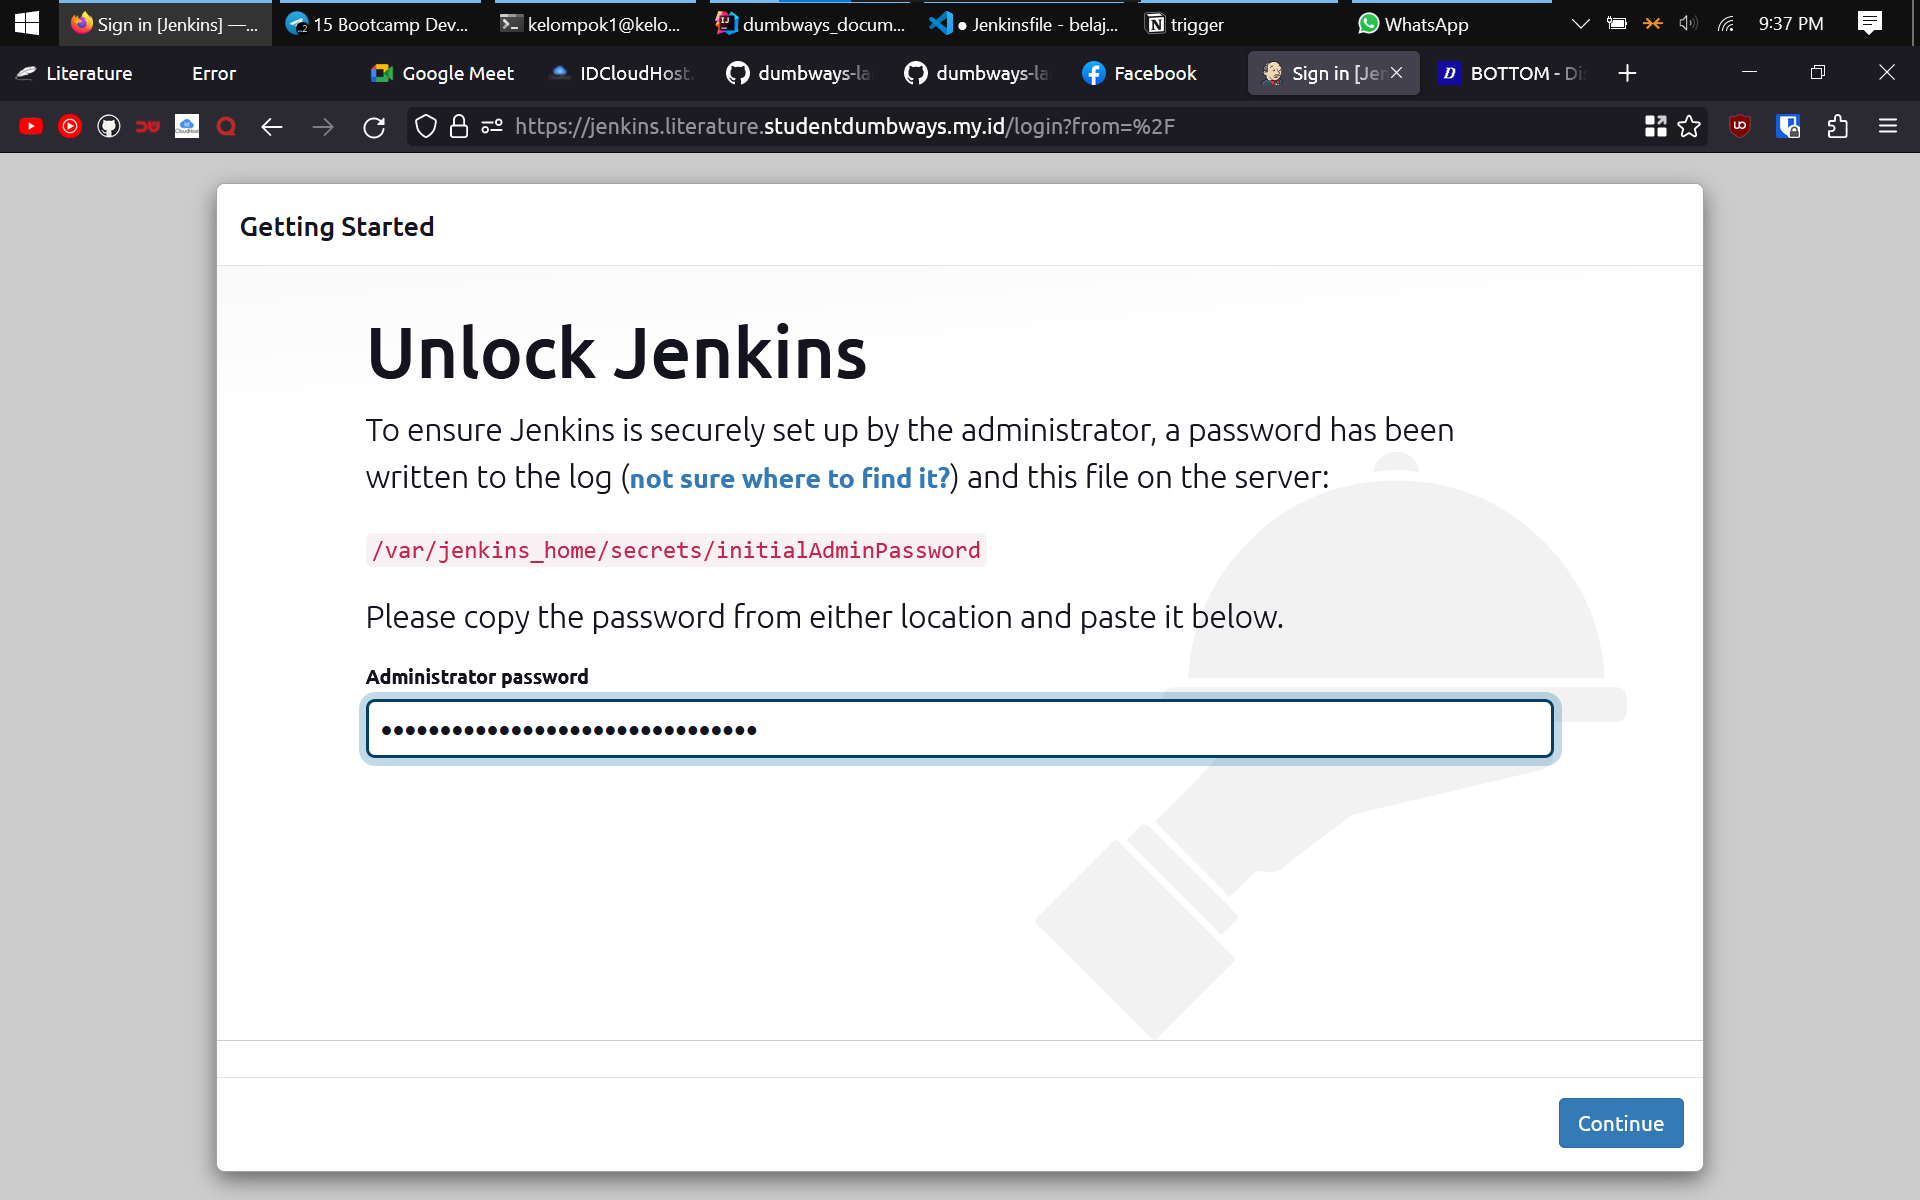 Sign in [Jenkins] —...
15 Bootcamp Dev...
kelompok1@kelo...
dumbways_docum...
● Jenkinsfile - belaj...
trigger
WhatsApp
9:37 PM
Literature
Error
Google Meet
IDCloudHost
dumbways-la
dumbways-la
Facebook
Sign in [Jen
BOTTOM - Di
https://jenkins.literature.studentdumbways.my.id/login?from=%2F
Getting Started
Unlock Jenkins
To ensure Jenkins is securely set up by the administrator, a password has been
written to the log (not sure where to find it?) and this file on the server:
/var/jenkins_home/secrets/initialAdminPassword
Please copy the password from either location and paste it below.
Administrator password
Continue